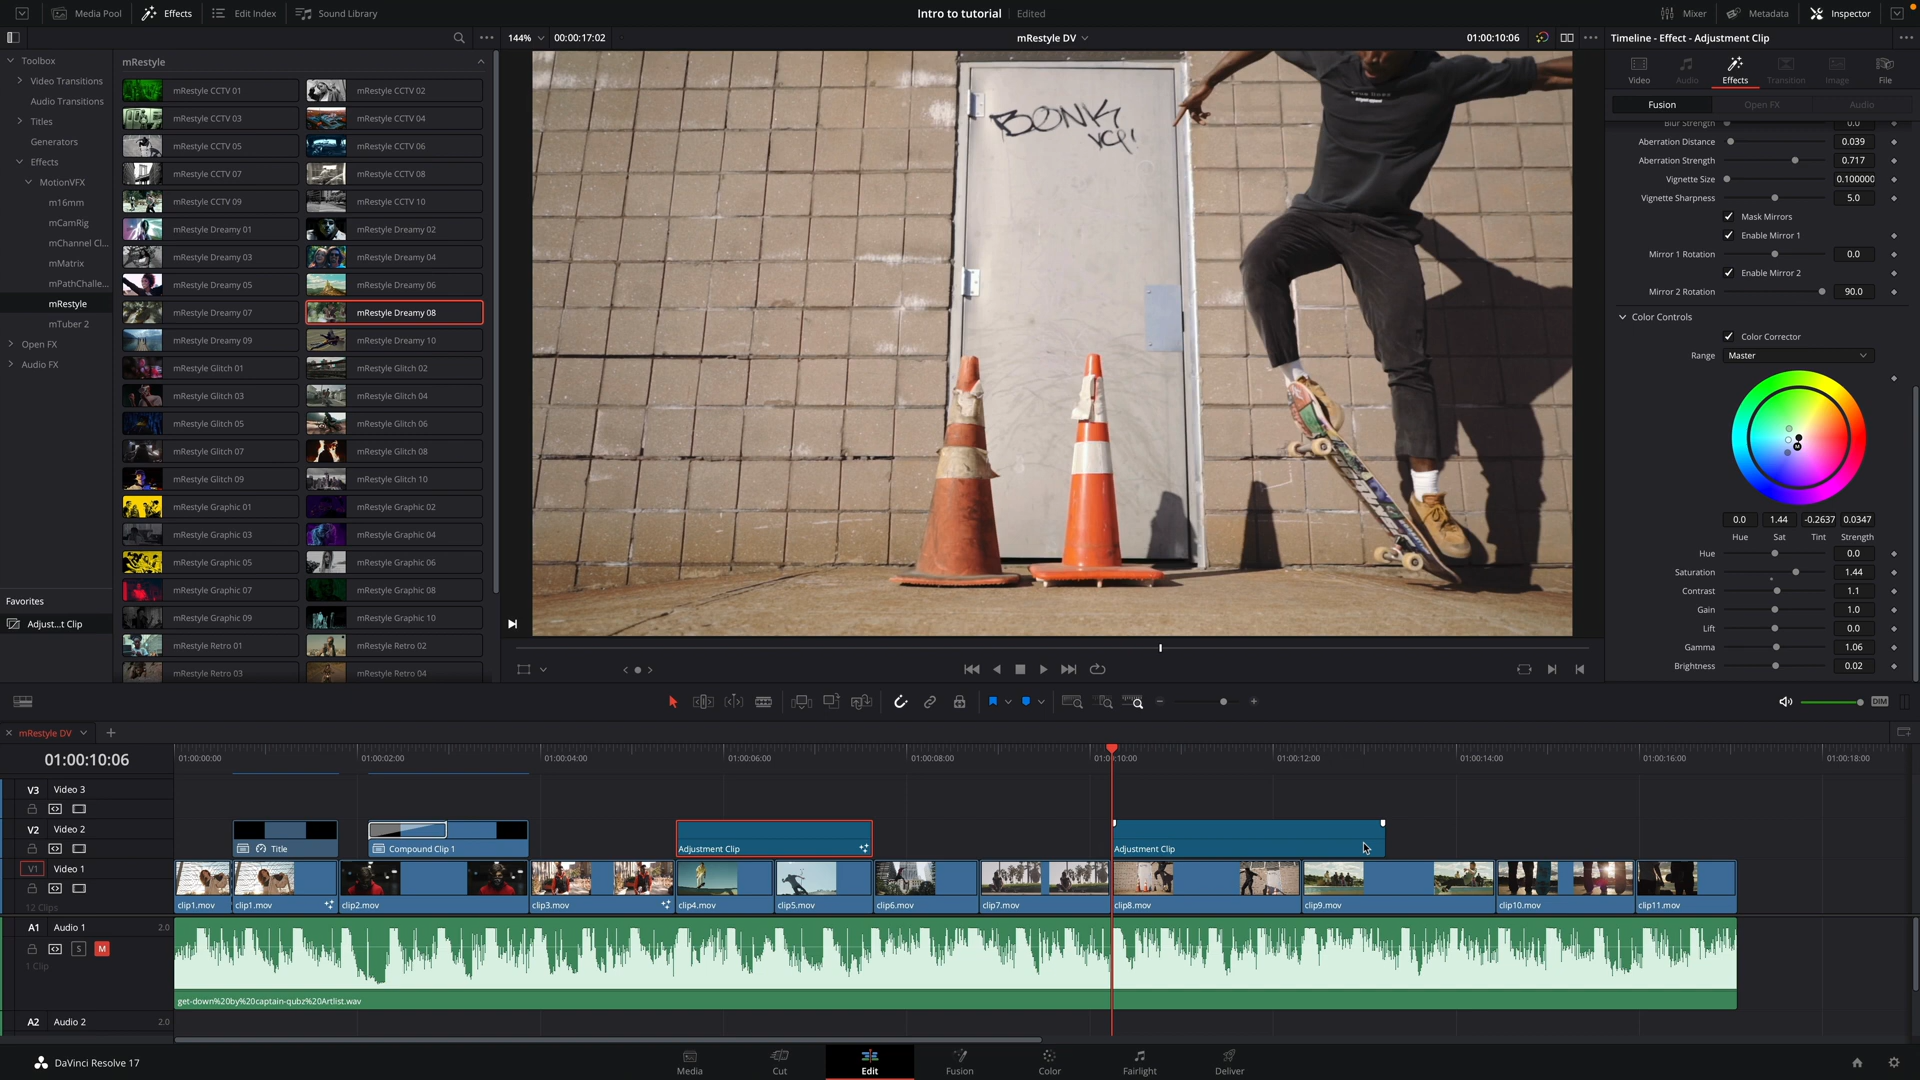 Media Pool
Effects
Edit Index
Sound Library
Intro to tutorial
Edited
Mixer
Metadata
Inspector
144%
00:00:17:02
mRestyle DV
01:00:10:06
Timeline - Effect - Adjustment Clip
Toolbox
Video Transitions
Audio Transitions
Titles
Generators
Effects
MotionVFX
m16mm
mCamRig
mChannel Cl...
mMatrix
mPathChalle...
mRestyle
mTuber 2
Open FX
Audio FX
Favorites
Adjust...t Clip
mRestyle
mRestyle CCTV 01
mRestyle CCTV 02
mRestyle CCTV 03
mRestyle CCTV 04
mRestyle CCTV 05
mRestyle CCTV 06
mRestyle CCTV 07
mRestyle CCTV 08
mRestyle CCTV 09
mRestyle CCTV 10
mRestyle Dreamy 01
mRestyle Dreamy 02
mRestyle Dreamy 03
mRestyle Dreamy 04
mRestyle Dreamy 05
mRestyle Dreamy 06
mRestyle Dreamy 07
mRestyle Dreamy 08
mRestyle Dreamy 09
mRestyle Dreamy 10
mRestyle Glitch 01
mRestyle Glitch 02
mRestyle Glitch 03
mRestyle Glitch 04
mRestyle Glitch 05
mRestyle Glitch 06
mRestyle Glitch 07
mRestyle Glitch 08
mRestyle Glitch 09
mRestyle Glitch 10
mRestyle Graphic 01
mRestyle Graphic 02
mRestyle Graphic 03
mRestyle Graphic 04
mRestyle Graphic 05
mRestyle Graphic 06
mRestyle Graphic 07
mRestyle Graphic 08
mRestyle Graphic 09
mRestyle Graphic 10
mRestyle Retro 01
mRestyle Retro 02
mRestyle Retro 03
mRestyle Retro 04
BONK
Video
Audio
Effects
Transition
Image
File
Fusion
Open FX
Audio
Blur Strength 0.0
Aberration Distance 0.039
Aberration Strength 0.717
Vignette Size 0.100000
Vignette Sharpness 5.0
Mask Mirrors
Enable Mirror 1
Mirror 1 Rotation 0.0
Enable Mirror 2
Mirror 2 Rotation 90.0
Color Controls
Color Corrector
Range Master
0.0 1.44 -0.2637 0.0347
Hue Sat Tint Strength
Hue 0.0
Saturation 1.44
Contrast 1.1
Gain 1.0
Lift 0.0
Gamma 1.06
Brightness 0.02
DIM
mRestyle DV
01:00:10:06
01:00:00:00
01:00:02:00
01:00:04:00
01:00:06:00
01:00:08:00
01:00:10:00
01:00:12:00
01:00:14:00
01:00:16:00
01:00:18:00
V3 Video 3
V2 Video 2
Title
Compound Clip 1
Adjustment Clip
Adjustment Clip
V1 Video 1
12 Clips
clip1.mov
clip1.mov
clip2.mov
clip3.mov
clip4.mov
clip5.mov
clip6.mov
clip7.mov
clip8.mov
clip9.mov
clip10.mov
clip11.mov
A1 Audio 1 2.0
S M
1 Clip
get-down%20by%20captain-qubz%20Artlist.wav
A2 Audio 2 2.0
DaVinci Resolve 17
Media
Cut
Edit
Fusion
Color
Fairlight
Deliver